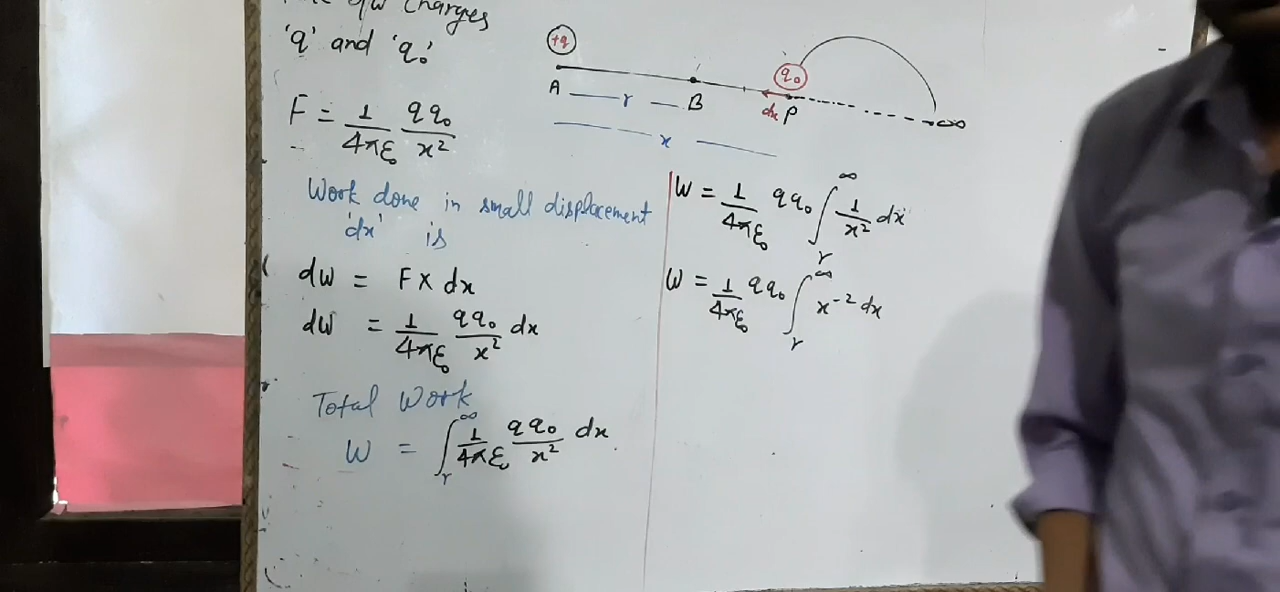 b/w charges
'q' and 'q₀'
F = 1/4πε₀ qq₀/x²
Work done in small displacement
'dx' is
dw = F × dx
dw = 1/4πε₀ qq₀/x² dx
Total Work
W = ∫ᵣ^∞ 1/4πε₀ qq₀/x² dx
+q
q₀
A r B dx P ∞
x
W = 1/4πε₀ qq₀ ∫ᵣ^∞ 1/x² dx
W = 1/4πε₀ qq₀ ∫ᵣ^∞ x⁻² dx